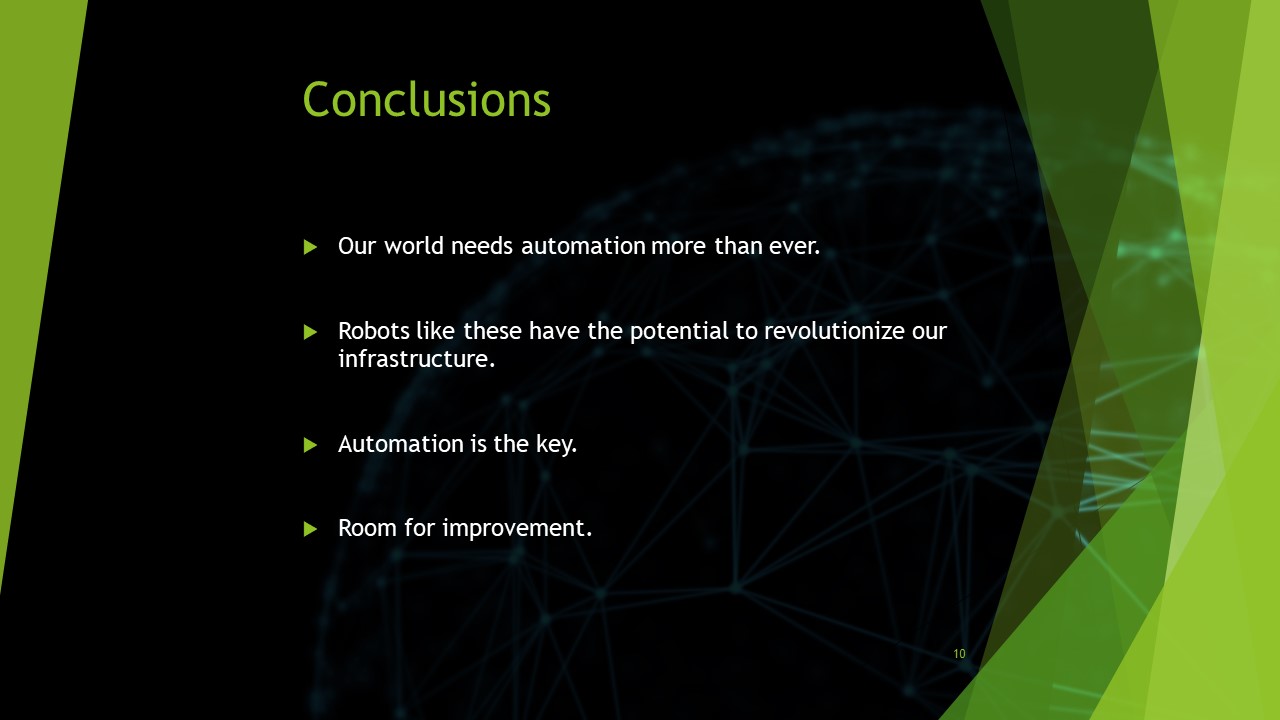 Conclusions
Our world needs automation more than ever.
Robots like these have the potential to revolutionize our
infrastructure.
Automation is the key.
Room for improvement.
10